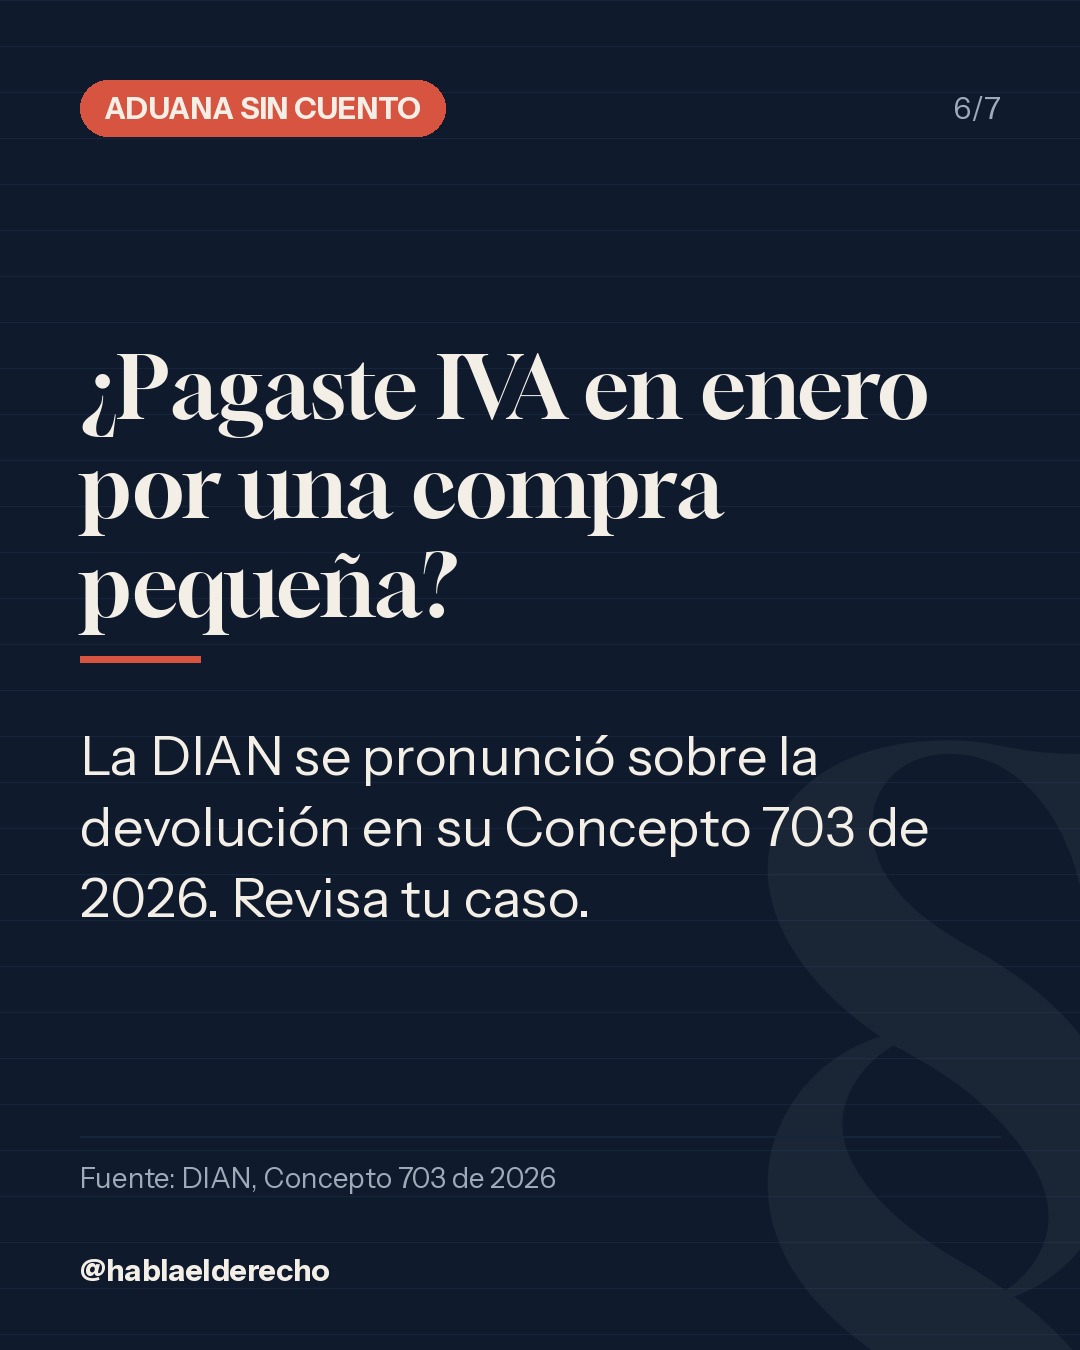 ADUANA SIN CUENTO
6/7
¿Pagaste IVA en enero
por una compra
pequeña?
La DIAN se pronunció sobre la
devolución en su Concepto 703 de
2026. Revisa tu caso.
Fuente: DIAN, Concepto 703 de 2026
@hablaelderecho